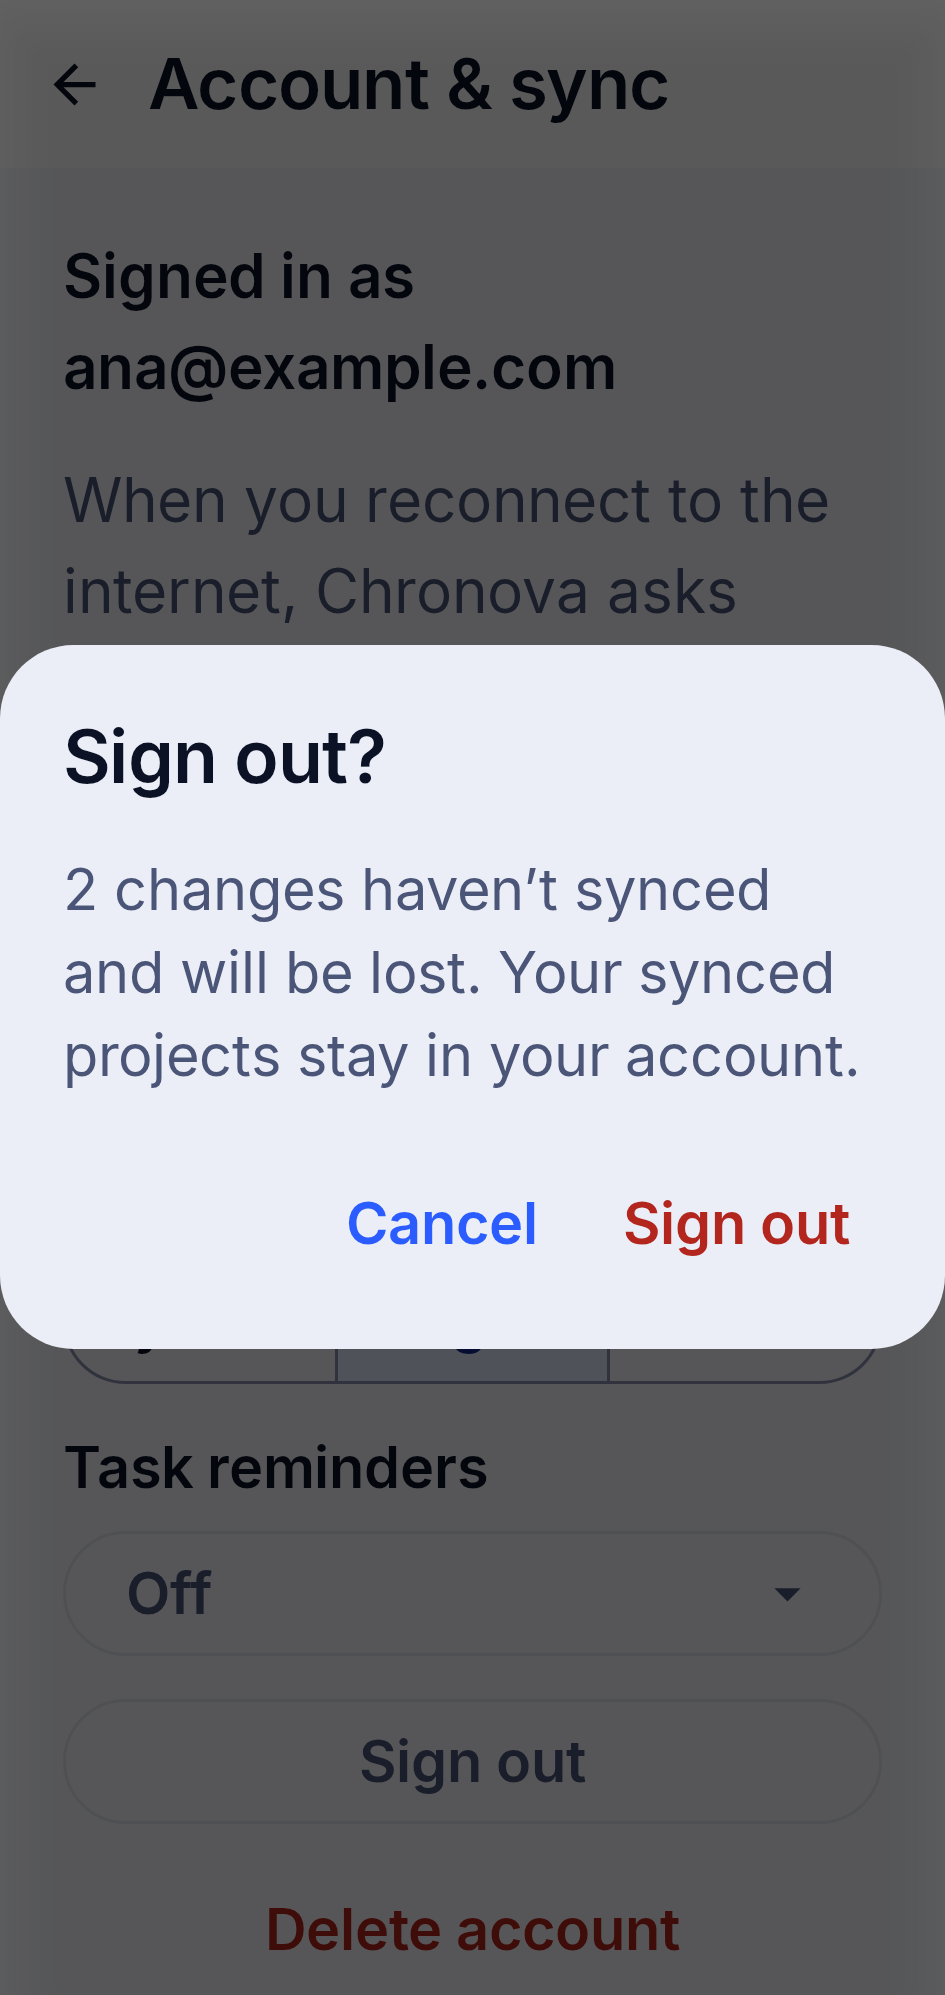 Account & sync
Signed in as
ana@example.com
When you reconnect to the
internet, Chronova asks
Sign out?
2 changes haven’t synced
and will be lost. Your synced
projects stay in your account.
Cancel
Sign out
Task reminders
Off
Sign out
Delete account